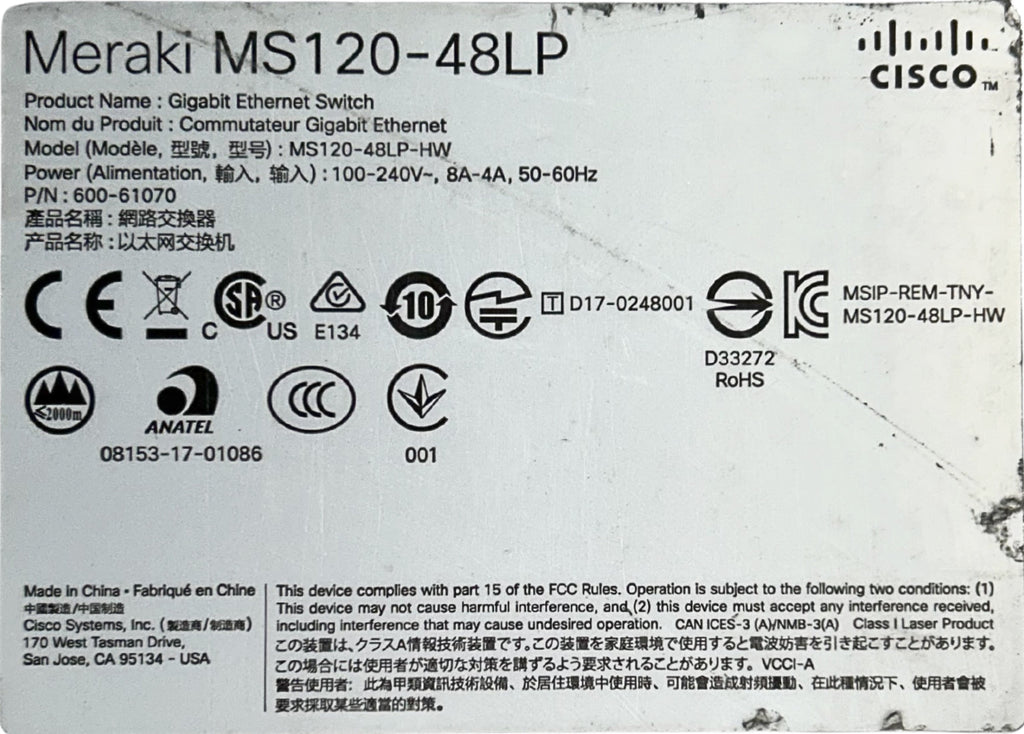 Meraki MS120-48LP
CISCO™
Product Name : Gigabit Ethernet Switch
Nom du Produit : Commutateur Gigabit Ethernet
Model (Modèle, 型號, 型号) : MS120-48LP-HW
Power (Alimentation, 輸入, 输入) : 100-240V~, 8A-4A, 50-60Hz
P/N : 600-61070
產品名稱 : 網路交換器
产品名称 : 以太网交换机
CE
C SA ® US
E134
10
T D17-0248001
D33272
RoHS
KC
MSIP-REM-TNY-
MS120-48LP-HW
≤2000m
ANATEL
08153-17-01086
CCC
001
Made in China - Fabriqué en Chine
中國製造/中国制造
Cisco Systems, Inc. (製造商/制造商)
170 West Tasman Drive,
San Jose, CA 95134 - USA
This device complies with part 15 of the FCC Rules. Operation is subject to the following two conditions: (1)
This device may not cause harmful interference, and (2) this device must accept any interference received,
including interference that may cause undesired operation. CAN ICES-3 (A)/NMB-3(A) Class I Laser Product
この装置は、クラスA情報技術装置です。この装置を家庭環境で使用すると電波妨害を引き起こすことがあります。
この場合には使用者が適切な対策を講ずるよう要求されることがあります。 VCCI-A
警告使用者: 此為甲類資訊技術設備、於居住環境中使用時、可能會造成射頻擾動、在此種情況下、使用者會被
要求採取某些適當的對策。